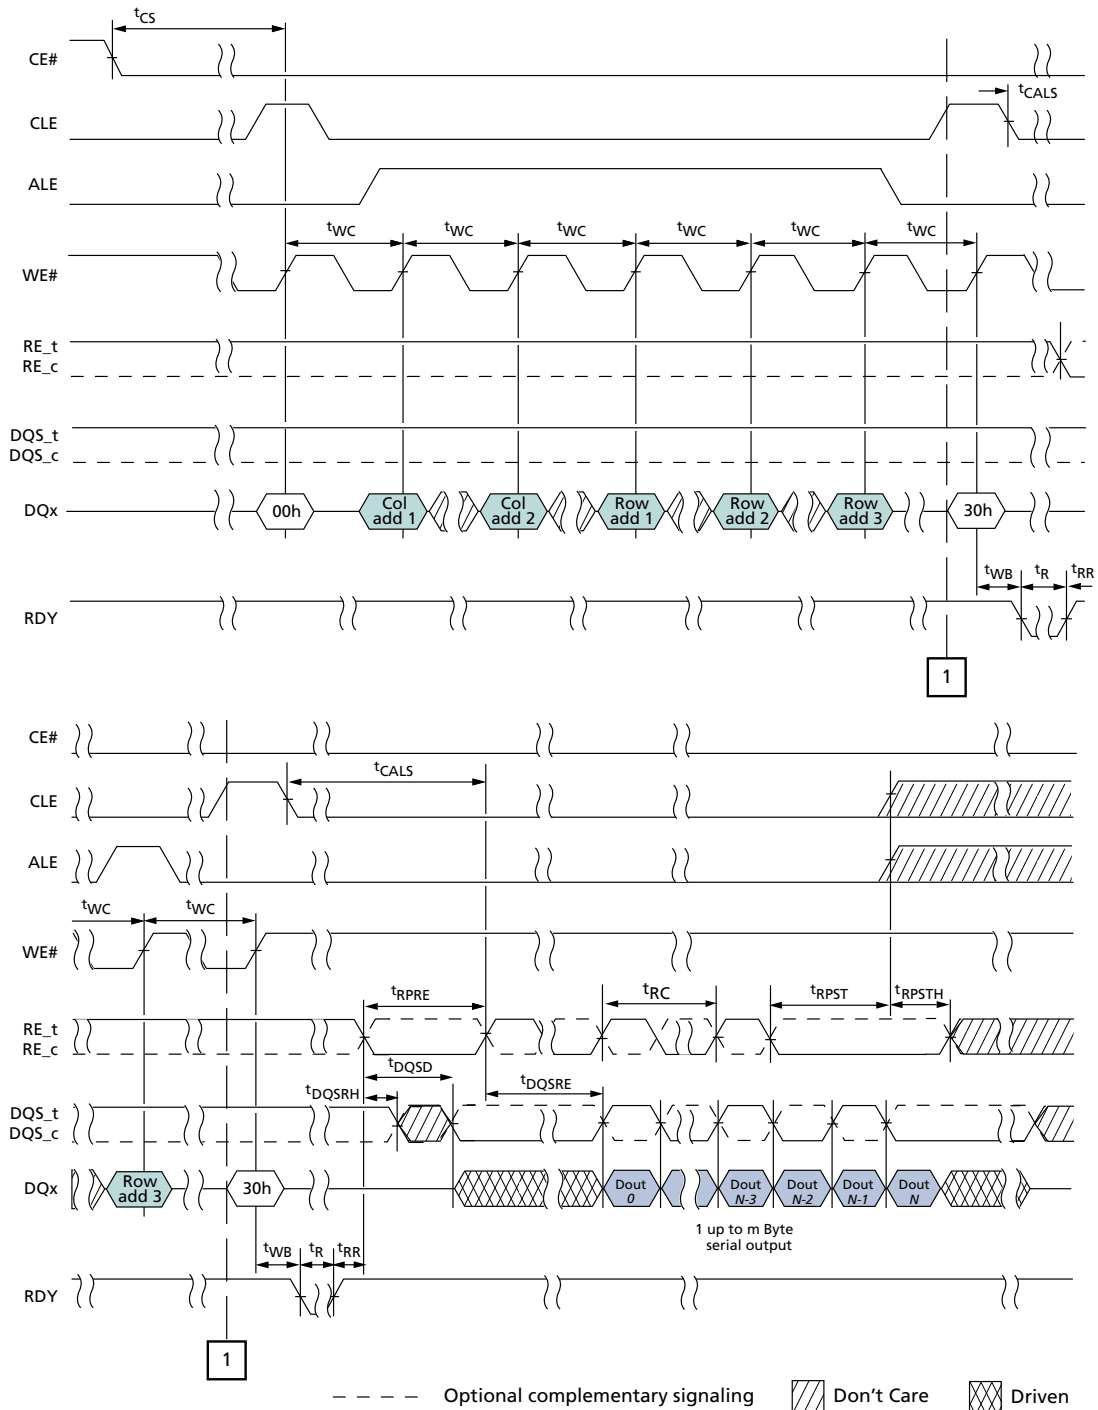 tCS
CE#
tCALS
CLE
ALE
tWC tWC tWC tWC tWC tWC
WE#
RE_t
RE_c
DQS_t
DQS_c
DQx
00h
Col
add 1
Col
add 2
Row
add 1
Row
add 2
Row
add 3
30h
tWB tR tRR
RDY
1
CE#
tCALS
CLE
ALE
tWC tWC
WE#
tRPRE tRC tRPST tRPSTH
RE_t
RE_c
tDQSD
tDQSRH tDQSRE
DQS_t
DQS_c
DQx
Row
add 3
30h
Dout
0
Dout
N-3
Dout
N-2
Dout
N-1
Dout
N
1 up to m Byte
serial output
tWB tR tRR
RDY
1
Optional complementary signaling Don't Care Driven